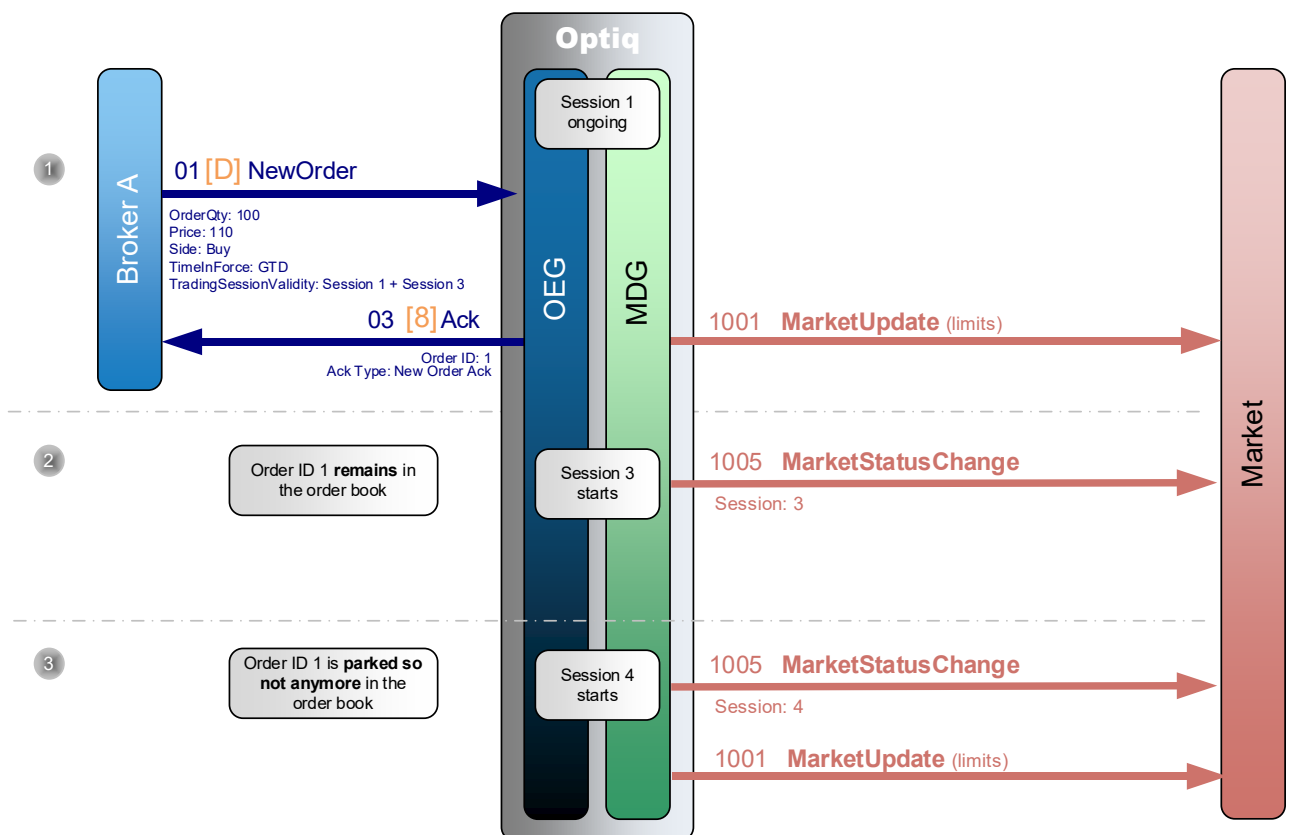 Optiq
Session 1
ongoing
1
Broker A
01 [D] NewOrder
OrderQty: 100
Price: 110
Side: Buy
TimeInForce: GTD
TradingSessionValidity: Session 1 + Session 3
OEG
MDG
03 [8] Ack
Order ID: 1
Ack Type: New Order Ack
1001 MarketUpdate (limits)
Market
2
Order ID 1 remains in
the order book
Session 3
starts
1005 MarketStatusChange
Session: 3
3
Order ID 1 is parked so
not anymore in the
order book
Session 4
starts
1005 MarketStatusChange
Session: 4
1001 MarketUpdate (limits)